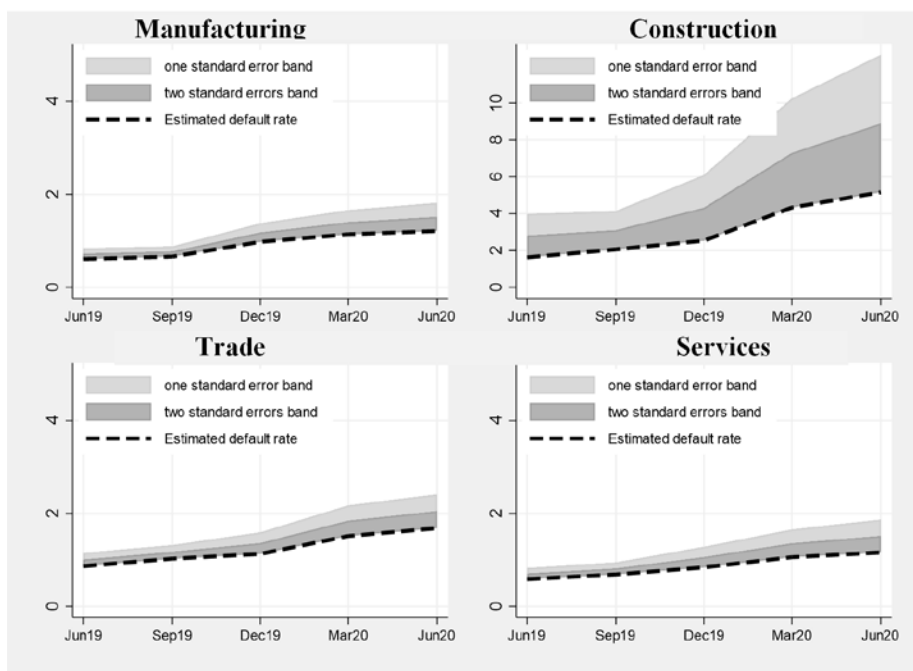 Manufacturing
one standard error band
two standard errors band
Estimated default rate
4
2
0
Jun19 Sep19 Dec19 Mar20 Jun20
Construction
one standard error band
two standard errors band
Estimated default rate
10
8
6
4
2
0
Jun19 Sep19 Dec19 Mar20 Jun20
Trade
one standard error band
two standard errors band
Estimated default rate
4
2
0
Jun19 Sep19 Dec19 Mar20 Jun20
Services
one standard error band
two standard errors band
Estimated default rate
4
2
0
Jun19 Sep19 Dec19 Mar20 Jun20